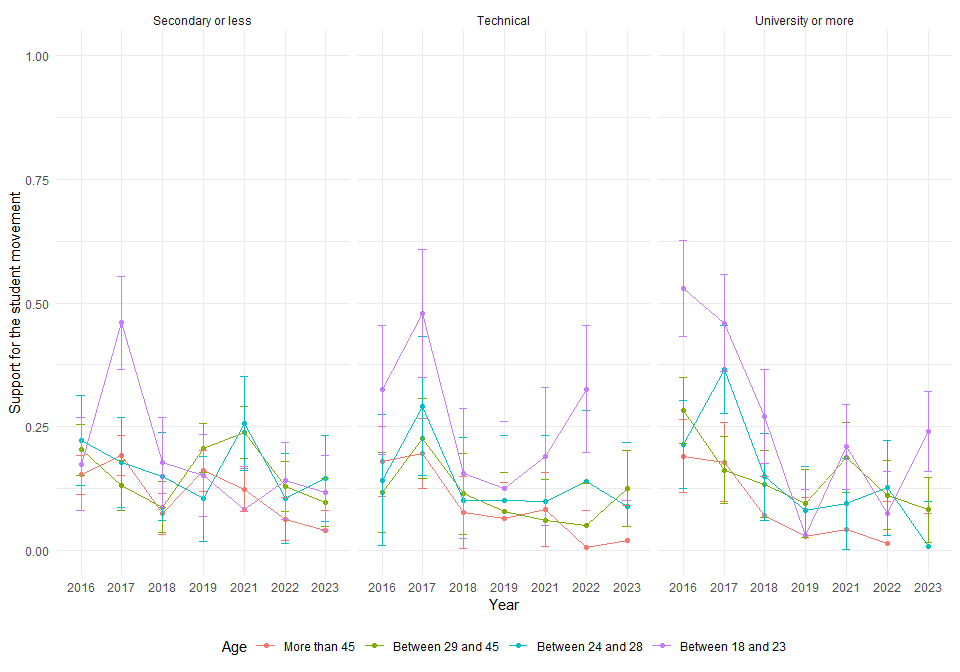 Secondary or less Technical University or more
1.00
0.75
0.50
0.25
0.00
Support for the student movement
2016 2017 2018 2019 2021 2022 2023 2016 2017 2018 2019 2021 2022 2023 2016 2017 2018 2019 2021 2022 2023
Year
Age More than 45 Between 29 and 45 Between 24 and 28 Between 18 and 23